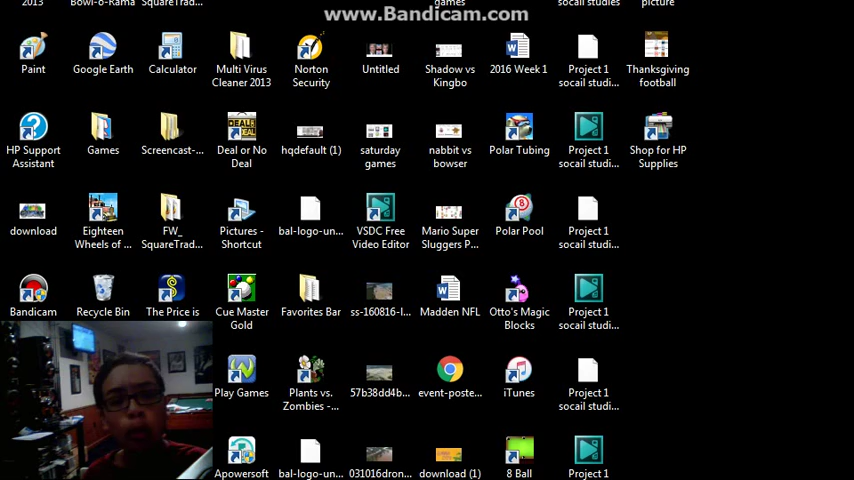 www.Bandicam.com
2013
Bowl-o-Rama
SquareTrad...
games
socail studies
picture
Paint
Google Earth
Calculator
Multi Virus
Cleaner 2013
Norton
Security
Untitled
Shadow vs
Kingbo
2016 Week 1
Project 1
socail studi...
Thanksgiving
football
HP Support
Assistant
Games
Screencast-...
DEAL
Deal or No
Deal
hqdefault (1)
saturday
games
nabbit vs
bowser
Polar Tubing
Project 1
socail studi...
Shop for HP
Supplies
download
Eighteen
Wheels of ...
FW_
SquareTrad...
Pictures -
Shortcut
bal-logo-un...
VSDC Free
Video Editor
Mario Super
Sluggers P...
8
Polar Pool
Project 1
socail studi...
Bandicam
Recycle Bin
The Price is
Cue Master
Gold
Favorites Bar
ss-160816-l...
Madden NFL
Otto's Magic
Blocks
Project 1
socail studi...
Play Games
Plants vs.
Zombies -...
57b38dd4b...
event-poste...
iTunes
Project 1
socail studi...
Apowersoft
bal-logo-un...
031016dron...
download (1)
8 Ball
Project 1